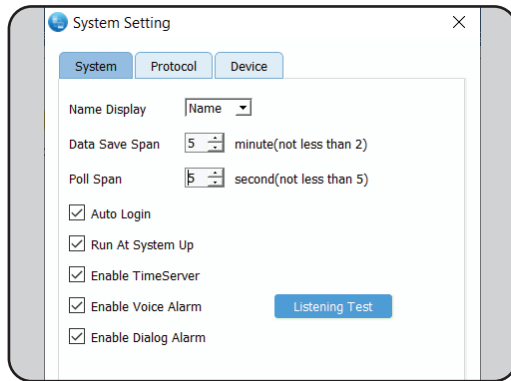 System Setting
System Protocol Device
Name Display Name
Data Save Span 5 minute(not less than 2)
Poll Span 5 second(not less than 5)
Auto Login
Run At System Up
Enable TimeServer
Enable Voice Alarm Listening Test
Enable Dialog Alarm